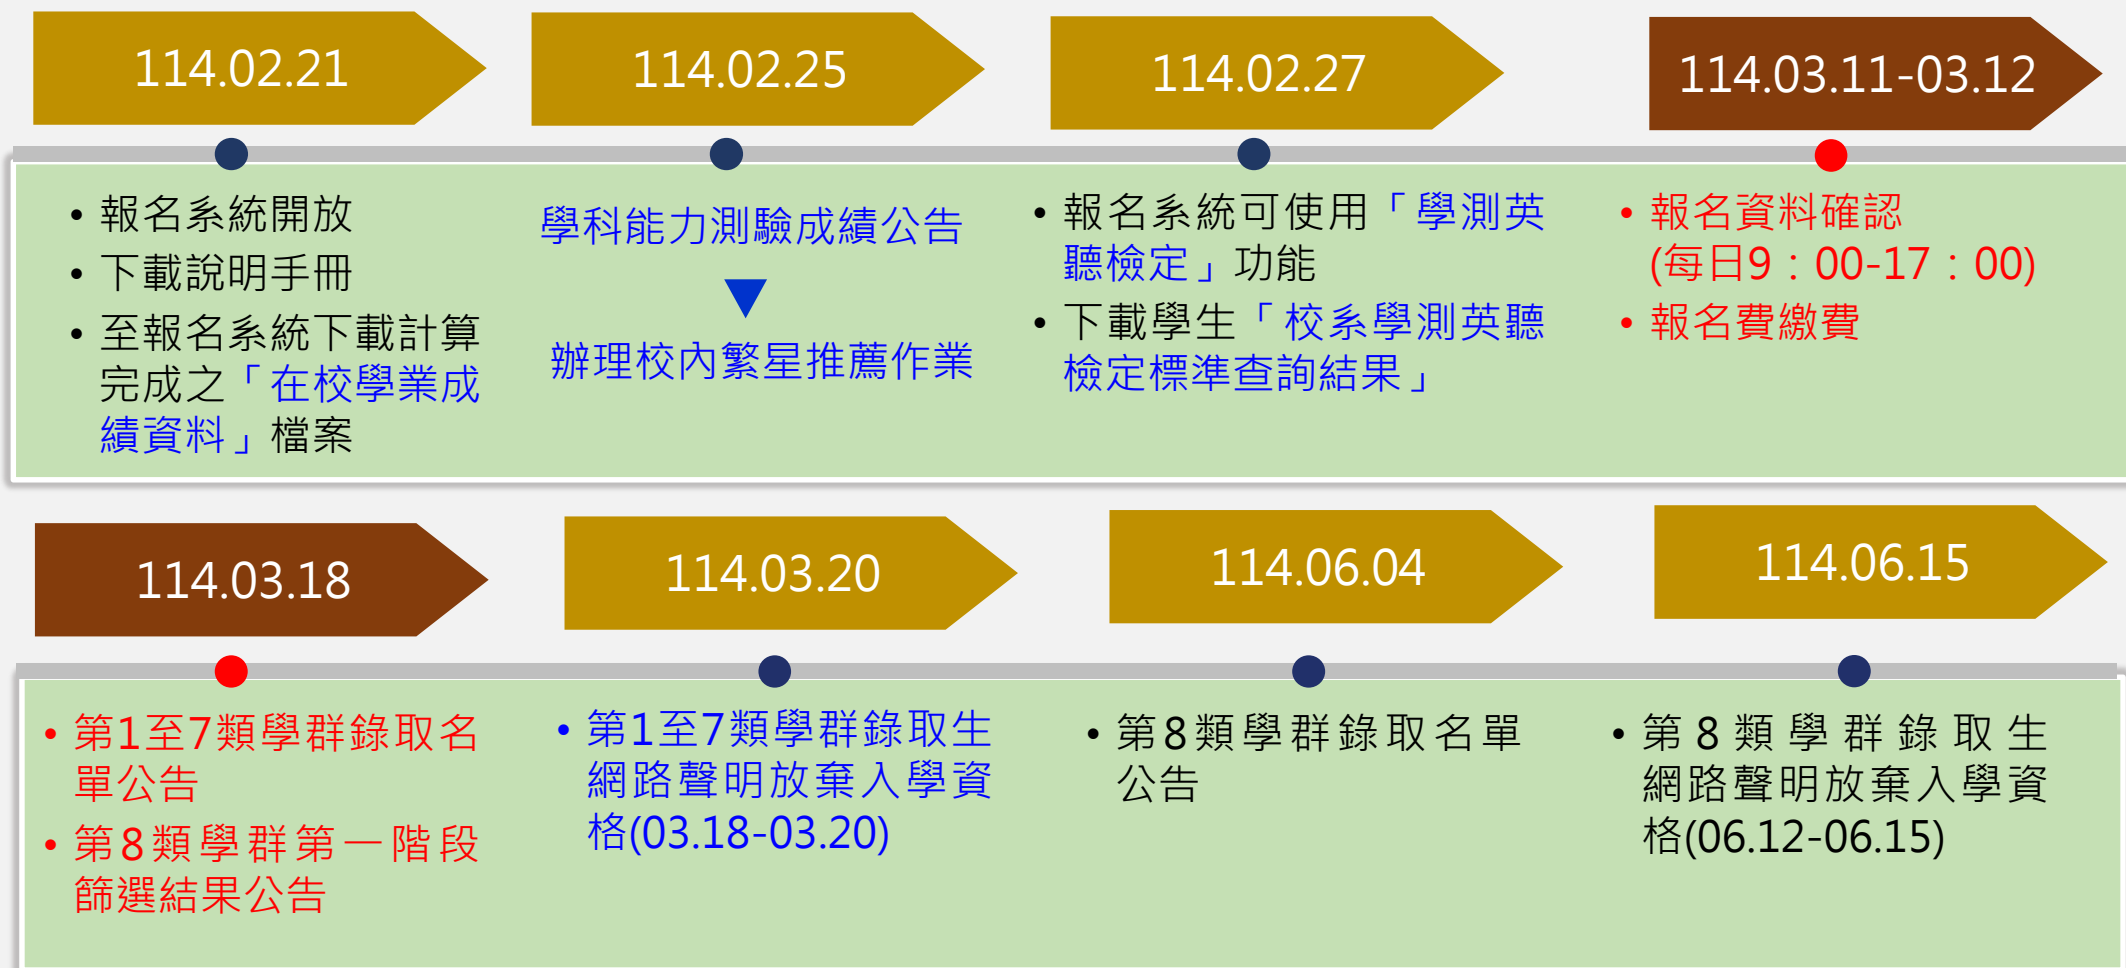 114.02.21
114.02.25
114.02.27
114.03.11-03.12
• 報名系統開放
• 下載說明手冊
• 至報名系統下載計算
完成之「在校學業成
績資料」檔案
學科能力測驗成績公告
辦理校內繁星推薦作業
• 報名系統可使用「學測英
聽檢定」功能
• 下載學生「校系學測英聽
檢定標準查詢結果」
• 報名資料確認
(每日9：00-17：00)
• 報名費繳費
114.03.18
114.03.20
114.06.04
114.06.15
• 第1至7類學群錄取名
單公告
• 第8類學群第一階段
篩選結果公告
• 第1至7類學群錄取生
網路聲明放棄入學資
格(03.18-03.20)
• 第8類學群錄取名單
公告
• 第8類學群錄取生
網路聲明放棄入學資
格(06.12-06.15)